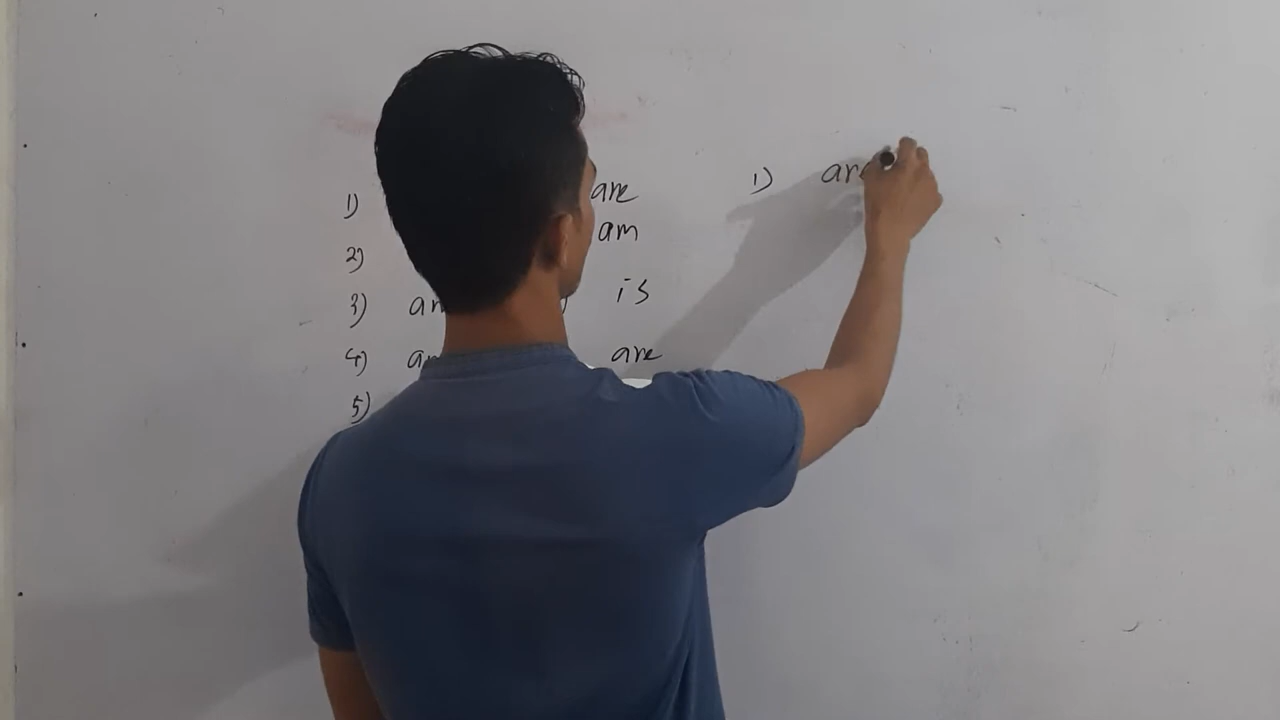 1) are
2) am
3) is
4) are
5)
1) are